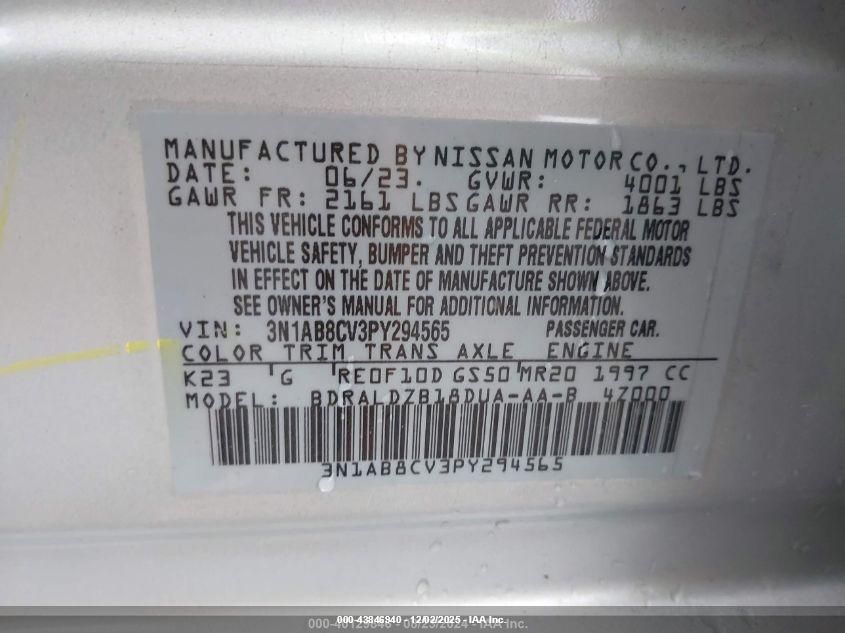 MANUFACTURED BY NISSAN MOTOR CO., LTD.
DATE: 06/23. GVWR: 4001 LBS
GAWR FR: 2161 LBS GAWR RR: 1863 LBS
THIS VEHICLE CONFORMS TO ALL APPLICABLE FEDERAL MOTOR
VEHICLE SAFETY, BUMPER AND THEFT PREVENTION STANDARDS
IN EFFECT ON THE DATE OF MANUFACTURE SHOWN ABOVE.
SEE OWNER'S MANUAL FOR ADDITIONAL INFORMATION.
VIN: 3N1AB8CV3PY294565 PASSENGER CAR.
COLOR TRIM TRANS AXLE ENGINE
K23 G RE0F10D GS50 MR20 1997 CC
MODEL: BDRALDZB18DUA-AA-B 4Z000
3N1AB8CV3PY294565
000-43846940 - 12/02/2025 - IAA Inc.